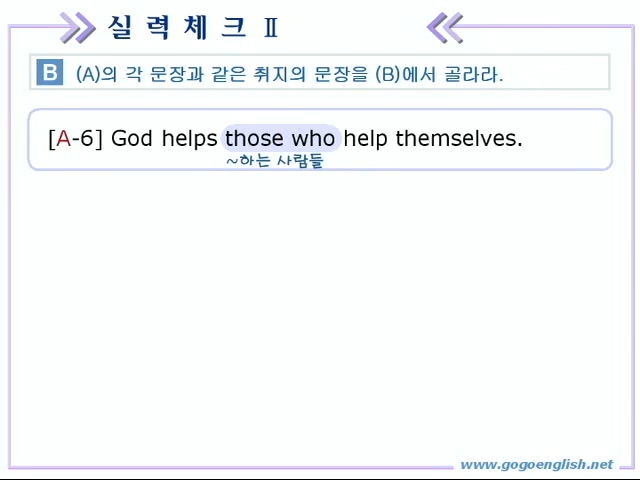 실력체크 Ⅱ
B (A)의 각 문장과 같은 취지의 문장을 (B)에서 골라라.
[A-6] God helps those who help themselves.
~하는 사람들
www.gogoenglish.net